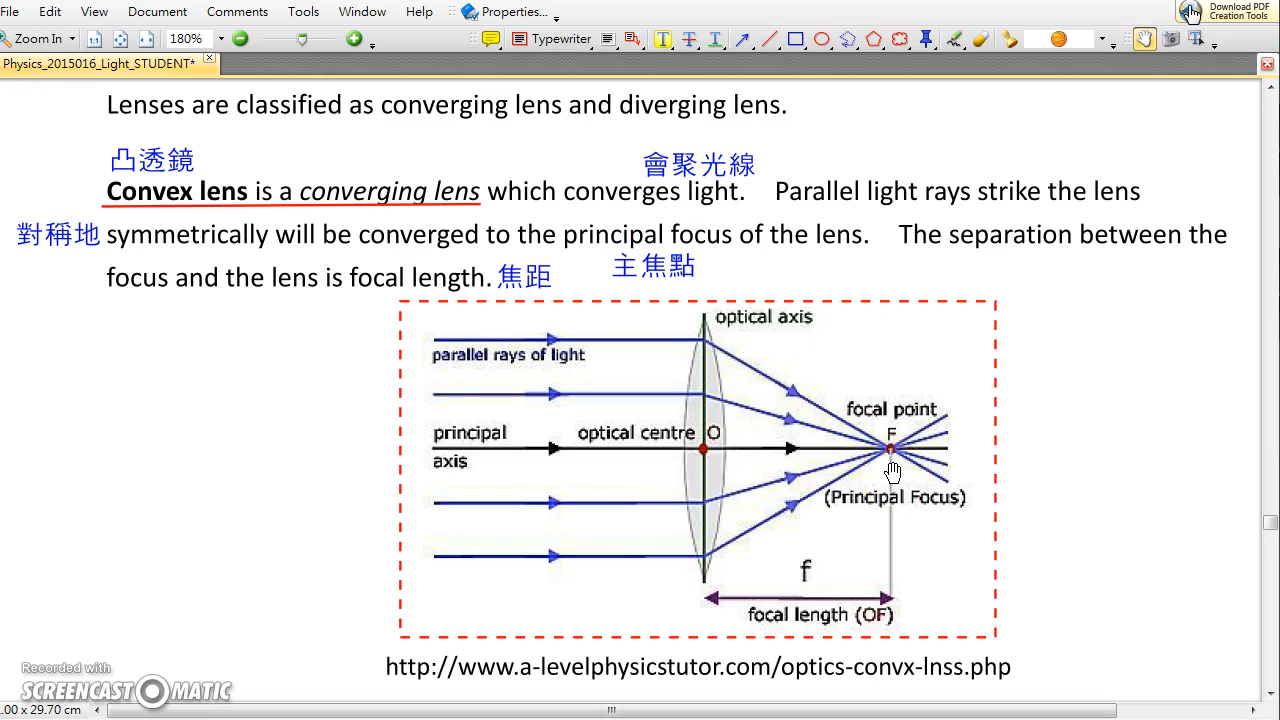 File Edit View Document Comments Tools Window Help Properties...
Download PDF
Creation Tools
Zoom In 180% Typewriter
Physics_2015016_Light_STUDENT*
Lenses are classified as converging lens and diverging lens.
凸透鏡 會聚光線
Convex lens is a converging lens which converges light. Parallel light rays strike the lens
對稱地 symmetrically will be converged to the principal focus of the lens. The separation between the
focus and the lens is focal length. 焦距 主焦點
optical axis
parallel rays of light
focal point
principal optical centre O F
axis
(Principal Focus)
f
focal length (OF)
http://www.a-levelphysicstutor.com/optics-convx-lnss.php
Recorded with
SCREENCAST MATIC
.00 x 29.70 cm